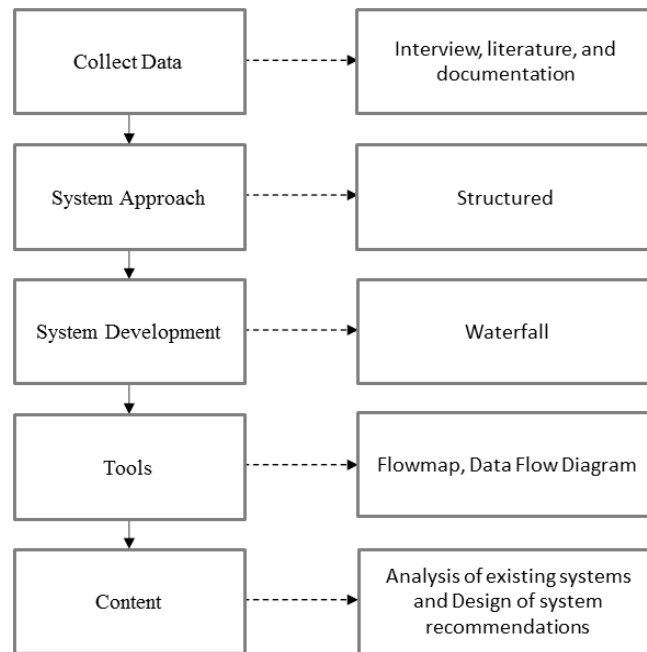 Collect Data
Interview, literature, and
documentation
System Approach
Structured
System Development
Waterfall
Tools
Flowmap, Data Flow Diagram
Content
Analysis of existing systems
and Design of system
recommendations